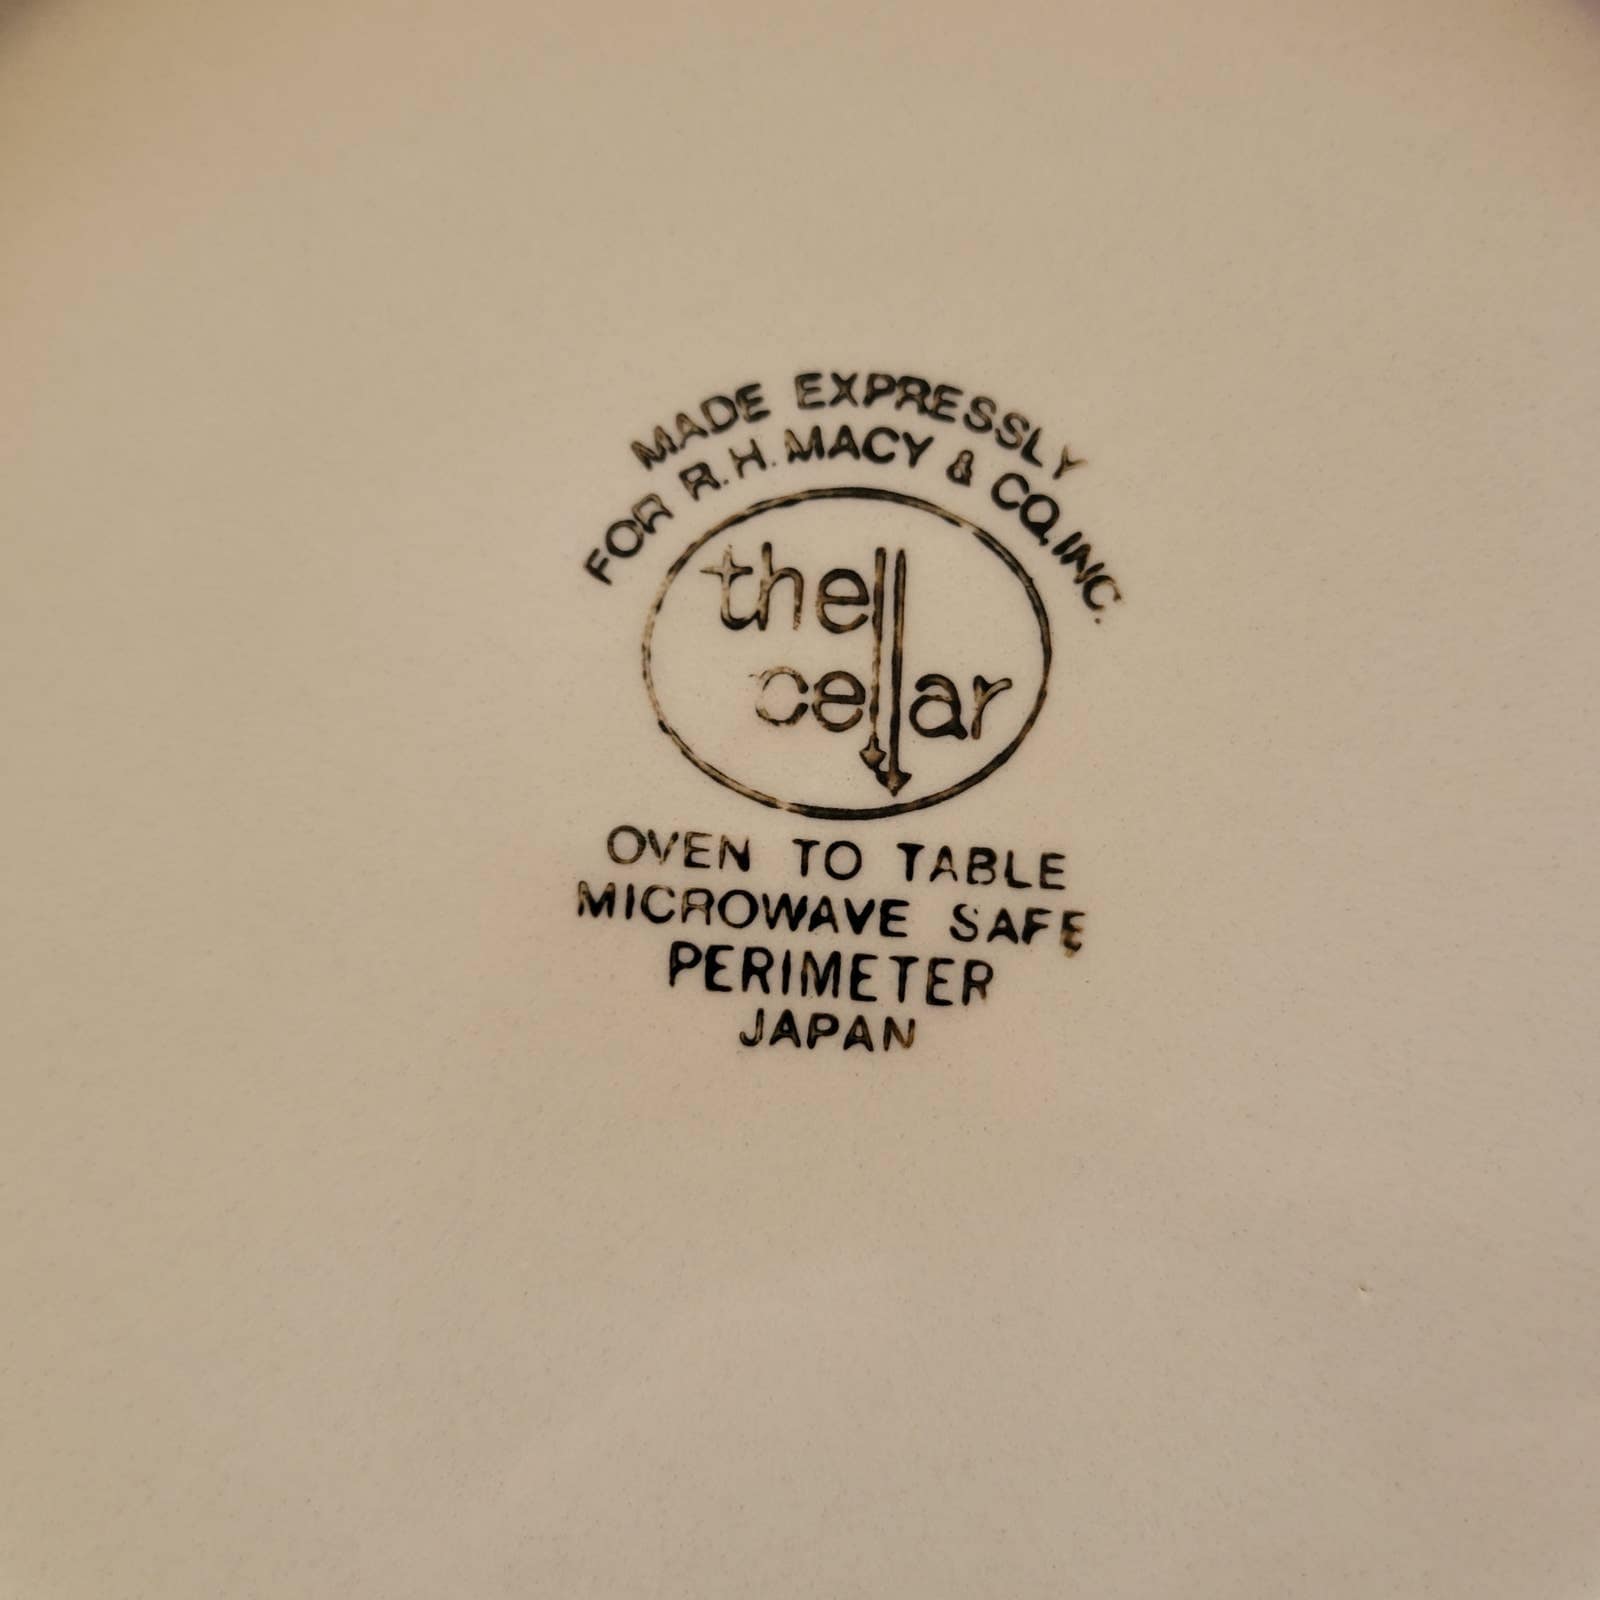 MADE EXPRESSLY
FOR R.H. MACY & CO, INC.
the
cellar
OVEN TO TABLE
MICROWAVE SAFE
PERIMETER
JAPAN